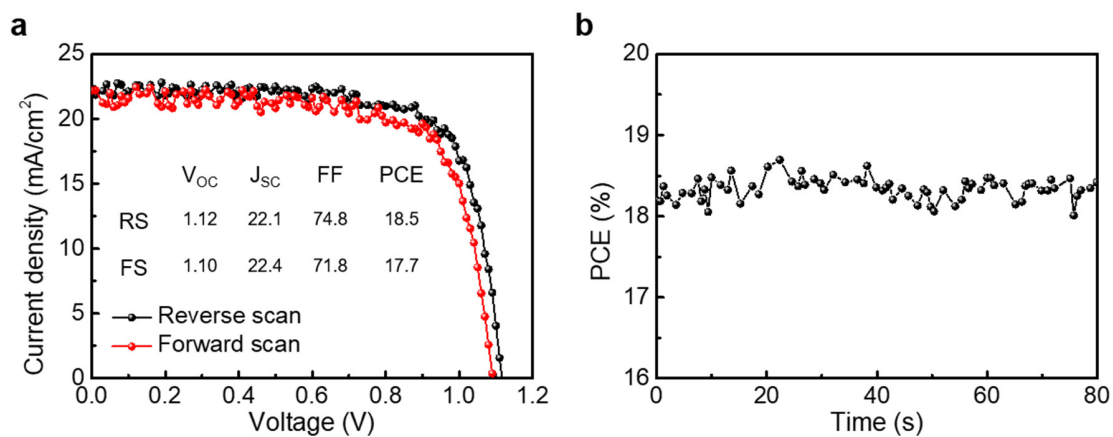 a
25
20
15
10
5
0
Current density (mA/cm²)
V_OC J_SC FF PCE
RS 1.12 22.1 74.8 18.5
FS 1.10 22.4 71.8 17.7
Reverse scan
Forward scan
0.0 0.2 0.4 0.6 0.8 1.0 1.2
Voltage (V)
b
20
19
18
17
16
PCE (%)
0 20 40 60 80
Time (s)